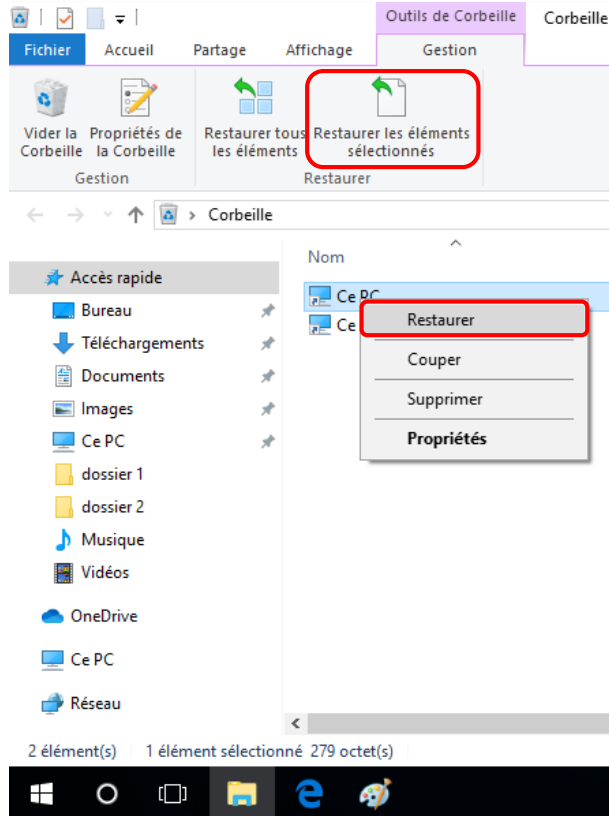 Outils de Corbeille
Corbeille
Fichier
Accueil
Partage
Affichage
Gestion
Vider la Corbeille
Propriétés de la Corbeille
Restaurer tous les éléments
Restaurer les éléments sélectionnés
Gestion
Restaurer
Corbeille
Nom
Accès rapide
Bureau
Téléchargements
Documents
Images
Ce PC
dossier 1
dossier 2
Musique
Vidéos
OneDrive
Ce PC
Réseau
Ce PC
Ce
Restaurer
Couper
Supprimer
Propriétés
2 élément(s) 1 élément sélectionné 279 octet(s)